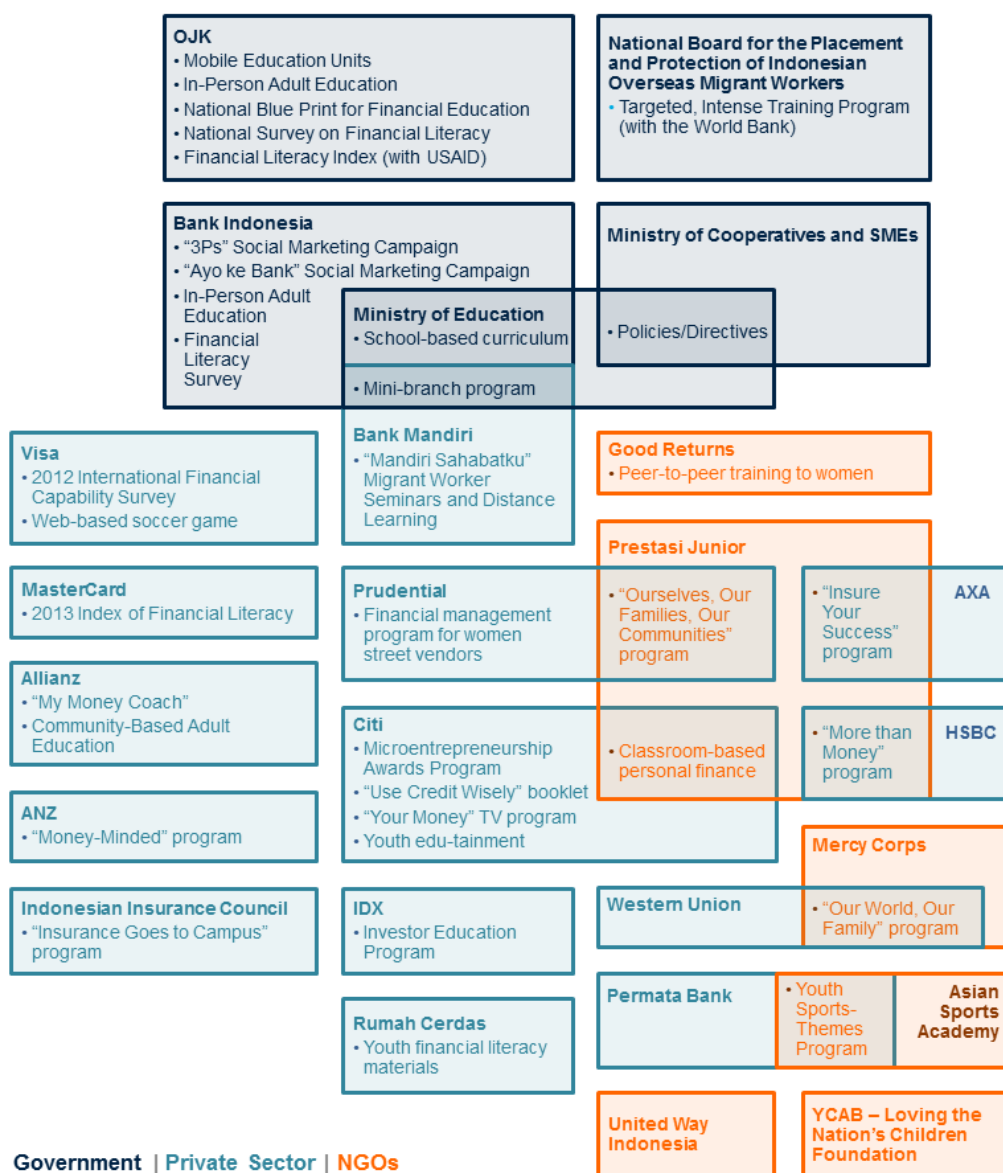 OJK
• Mobile Education Units
• In-Person Adult Education
• National Blue Print for Financial Education
• National Survey on Financial Literacy
• Financial Literacy Index (with USAID)
National Board for the Placement
and Protection of Indonesian
Overseas Migrant Workers
• Targeted, Intense Training Program
(with the World Bank)
Bank Indonesia
• “3Ps” Social Marketing Campaign
• “Ayo ke Bank” Social Marketing Campaign
• In-Person Adult
Education
• Financial
Literacy
Survey
Ministry of Education
• School-based curriculum
• Mini-branch program
Ministry of Cooperatives and SMEs
• Policies/Directives
Visa
• 2012 International Financial
Capability Survey
• Web-based soccer game
Bank Mandiri
• “Mandiri Sahabatku”
Migrant Worker
Seminars and Distance
Learning
Good Returns
• Peer-to-peer training to women
Prestasi Junior
MasterCard
• 2013 Index of Financial Literacy
Prudential
• Financial management
program for women
street vendors
• “Ourselves, Our
Families, Our
Communities”
program
• “Insure
Your
Success”
program
AXA
Allianz
• “My Money Coach”
• Community-Based Adult
Education
Citi
• Microentrepreneurship
Awards Program
• “Use Credit Wisely” booklet
• “Your Money” TV program
• Youth edu-tainment
• Classroom-based
personal finance
• “More than
Money”
program
HSBC
ANZ
• “Money-Minded” program
Mercy Corps
Indonesian Insurance Council
• “Insurance Goes to Campus”
program
IDX
• Investor Education
Program
Western Union
• “Our World, Our
Family” program
Permata Bank
• Youth
Sports-
Themes
Program
Asian
Sports
Academy
Rumah Cerdas
• Youth financial literacy
materials
United Way
Indonesia
YCAB – Loving the
Nation’s Children
Foundation
Government | Private Sector | NGOs